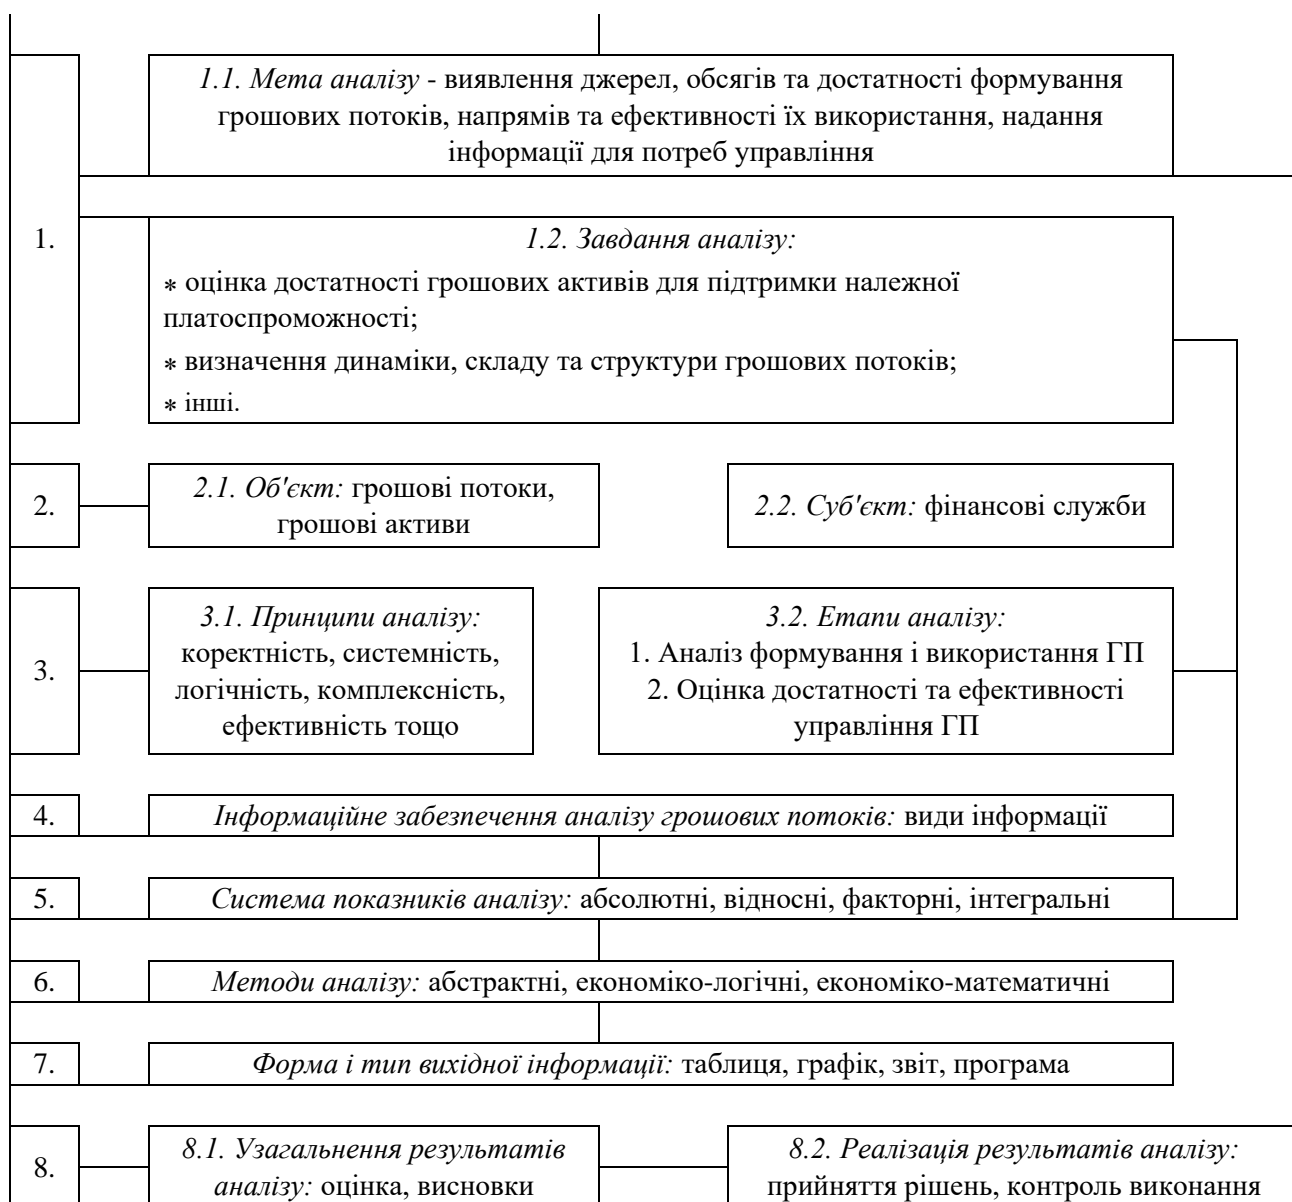 1.
1.1. Мета аналізу - виявлення джерел, обсягів та достатності формування
грошових потоків, напрямів та ефективності їх використання, надання
інформації для потреб управління
1.2. Завдання аналізу:
* оцінка достатності грошових активів для підтримки належної
платоспроможності;
* визначення динаміки, складу та структури грошових потоків;
* інші.
2.
2.1. Об'єкт: грошові потоки,
грошові активи
2.2. Суб'єкт: фінансові служби
3.
3.1. Принципи аналізу:
коректність, системність,
логічність, комплексність,
ефективність тощо
3.2. Етапи аналізу:
1. Аналіз формування і використання ГП
2. Оцінка достатності та ефективності
управління ГП
4.
Інформаційне забезпечення аналізу грошових потоків: види інформації
5.
Система показників аналізу: абсолютні, відносні, факторні, інтегральні
6.
Методи аналізу: абстрактні, економіко-логічні, економіко-математичні
7.
Форма і тип вихідної інформації: таблиця, графік, звіт, програма
8.
8.1. Узагальнення результатів
аналізу: оцінка, висновки
8.2. Реалізація результатів аналізу:
прийняття рішень, контроль виконання